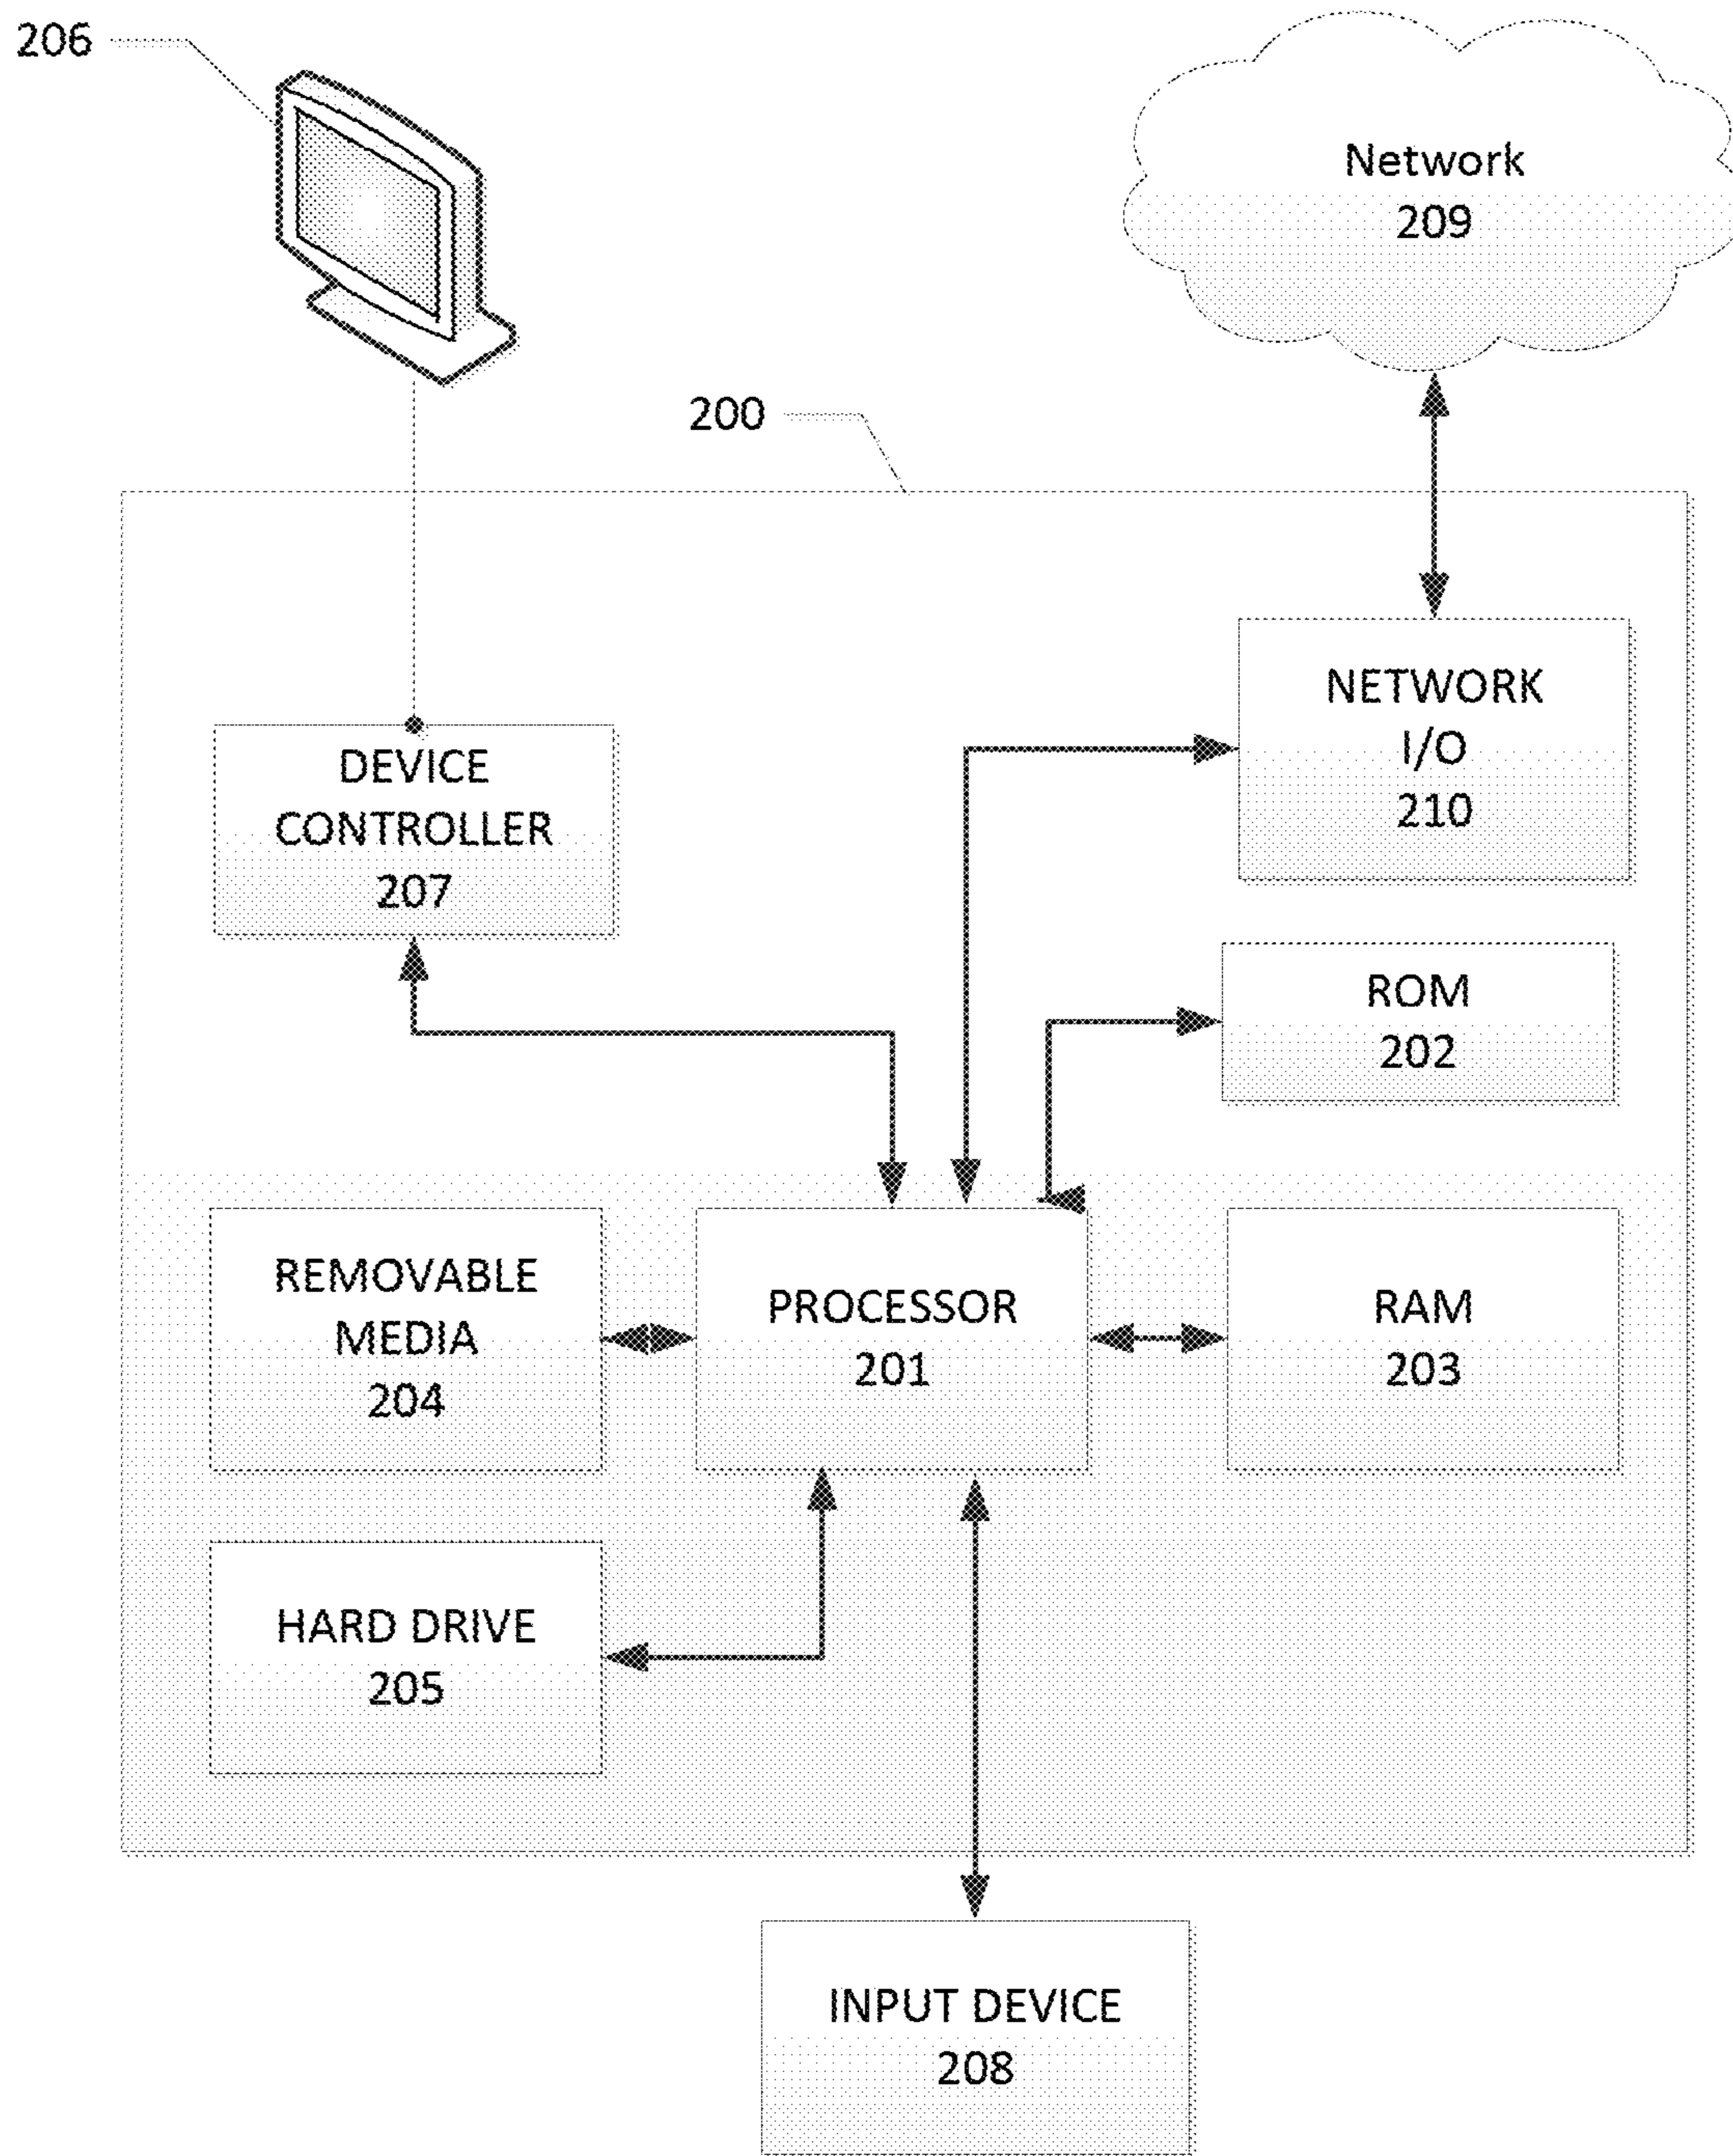 206
Network
209
200
NETWORK
I/O
210
DEVICE
CONTROLLER
207
ROM
202
REMOVABLE
MEDIA
204
PROCESSOR
201
RAM
203
HARD DRIVE
205
INPUT DEVICE
208